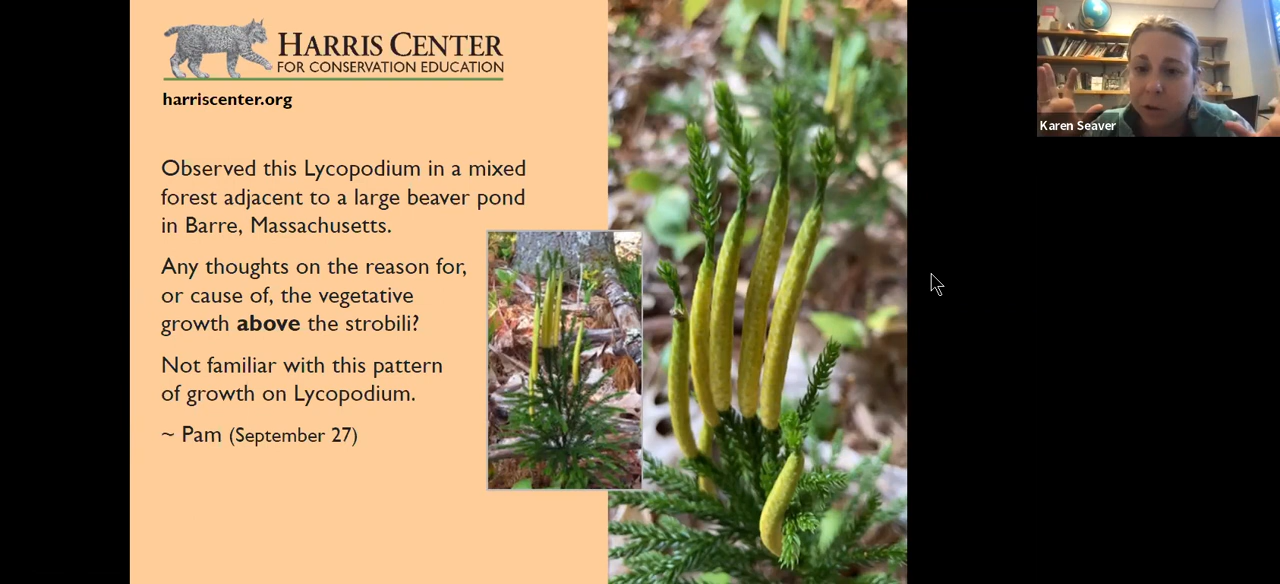 HARRIS CENTER
FOR CONSERVATION EDUCATION
harriscenter.org
Observed this Lycopodium in a mixed
forest adjacent to a large beaver pond
in Barre, Massachusetts.
Any thoughts on the reason for,
or cause of, the vegetative
growth above the strobili?
Not familiar with this pattern
of growth on Lycopodium.
~ Pam (September 27)
Karen Seaver